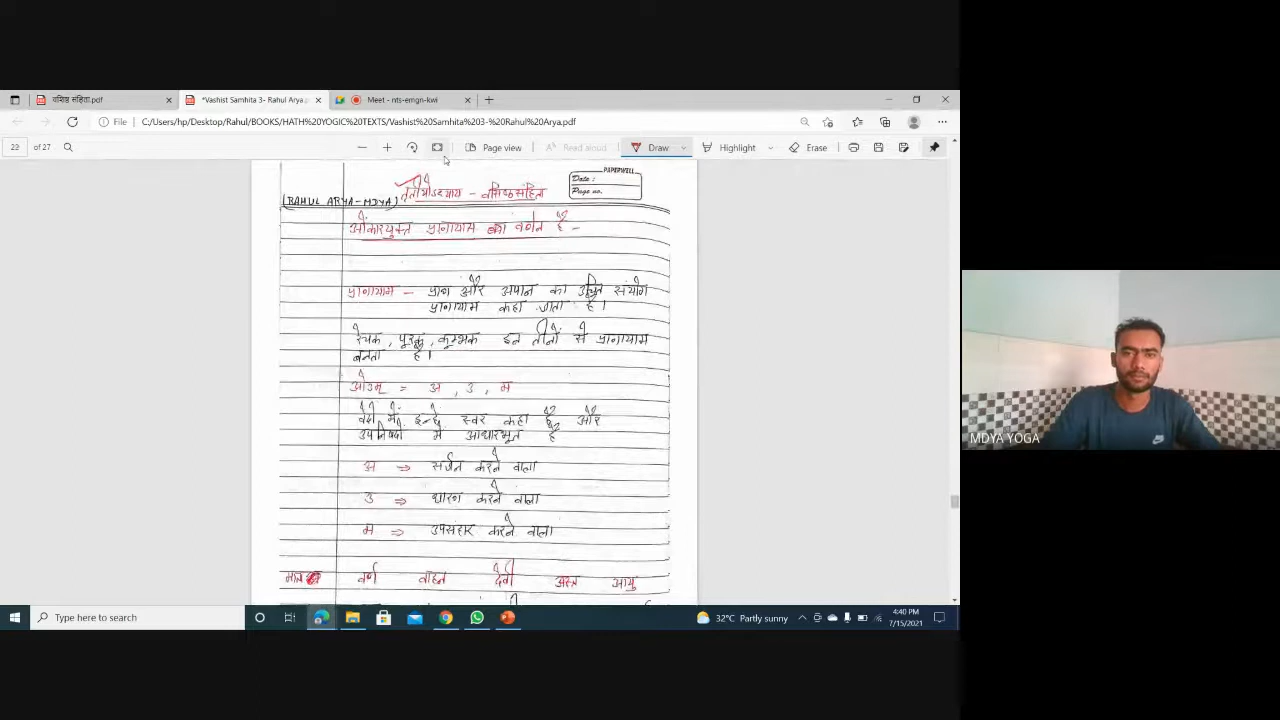 वशिष्ठ संहिता.pdf
*Vashist Samhita 3- Rahul Arya.p
Meet - nts-emgn-kwi
File
C:/Users/hp/Desktop/Rahul/BOOKS/HATH%20YOGIC%20TEXTS/Vashist%20Samhita%203-%20Rahul%20Arya.pdf
22 of 27
Page view
Read aloud
Draw
Highlight
Erase
PAPERWELL
Date:
Page no.
तृतीयोऽध्याय - वशिष्ठसंहिता
(RAHUL ARYA-MDYA)
ओंकारयुक्त प्राणायाम का वर्णन है -
प्राणायाम - प्राण और अपान का उचित संयोग
प्राणायाम कहा जाता है।
रेचक, पूरक, कुम्भक इन तीनों से प्राणायाम
बनता है।
ओउम् = अ, उ, म
वेदों में इन्हें स्वर कहा है और
उपनिषदों में आधारभूत है
अ ⇒ सर्जन करने वाला
उ ⇒ धारण करने वाला
म ⇒ उपसंहार करने वाला
वर्ण वाहन देवी अस्त्र आयु
MDYA YOGA
Type here to search
32°C Partly sunny
4:40 PM
7/15/2021